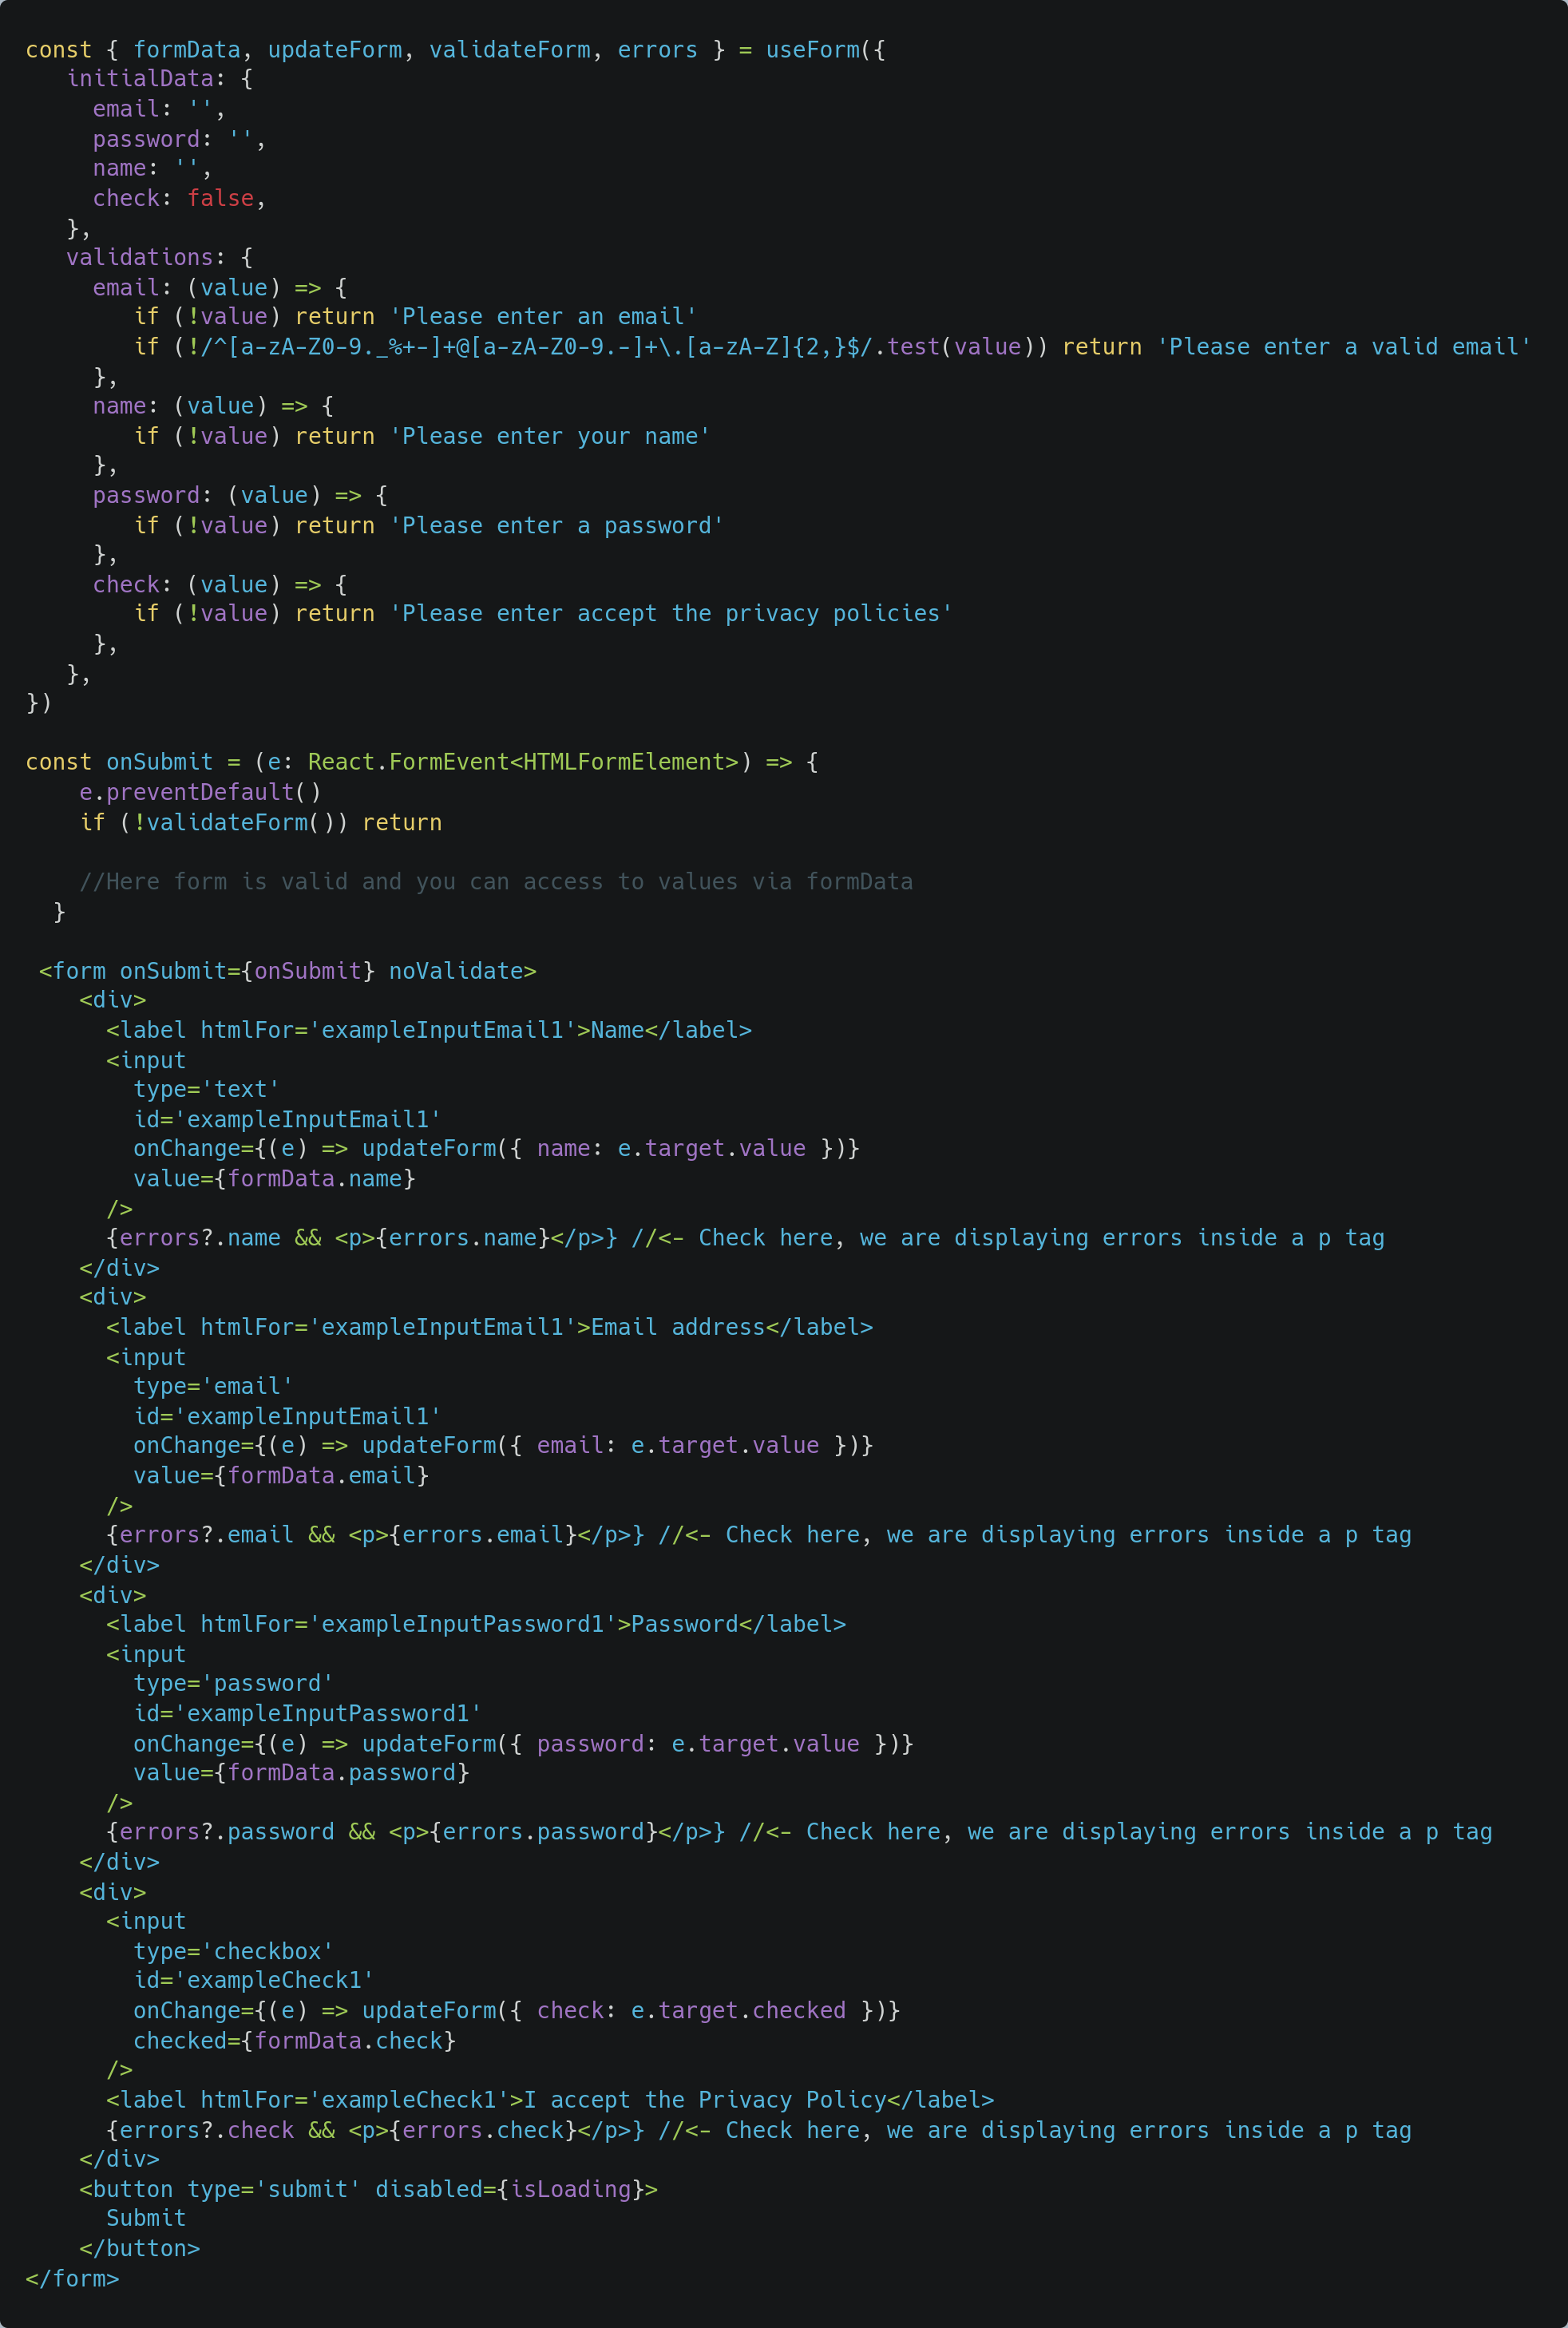 const { formData, updateForm, validateForm, errors } = useForm({
   initialData: {
     email: '',
     password: '',
     name: '',
     check: false,
   },
   validations: {
     email: (value) => {
        if (!value) return 'Please enter an email'
        if (!/^[a-zA-Z0-9._%+-]+@[a-zA-Z0-9.-]+\.[a-zA-Z]{2,}$/.test(value)) return 'Please enter a valid email'
     },
     name: (value) => {
        if (!value) return 'Please enter your name'
     },
     password: (value) => {
        if (!value) return 'Please enter a password'
     },
     check: (value) => {
        if (!value) return 'Please enter accept the privacy policies'
     },
   },
})

const onSubmit = (e: React.FormEvent<HTMLFormElement>) => {
    e.preventDefault()
    if (!validateForm()) return

    //Here form is valid and you can access to values via formData
  }

 <form onSubmit={onSubmit} noValidate>
    <div>
      <label htmlFor='exampleInputEmail1'>Name</label>
      <input
        type='text'
        id='exampleInputEmail1'
        onChange={(e) => updateForm({ name: e.target.value })}
        value={formData.name}
      />
      {errors?.name && <p>{errors.name}</p>} //<- Check here, we are displaying errors inside a p tag
    </div>
    <div>
      <label htmlFor='exampleInputEmail1'>Email address</label>
      <input
        type='email'
        id='exampleInputEmail1'
        onChange={(e) => updateForm({ email: e.target.value })}
        value={formData.email}
      />
      {errors?.email && <p>{errors.email}</p>} //<- Check here, we are displaying errors inside a p tag
    </div>
    <div>
      <label htmlFor='exampleInputPassword1'>Password</label>
      <input
        type='password'
        id='exampleInputPassword1'
        onChange={(e) => updateForm({ password: e.target.value })}
        value={formData.password}
      />
      {errors?.password && <p>{errors.password}</p>} //<- Check here, we are displaying errors inside a p tag
    </div>
    <div>
      <input
        type='checkbox'
        id='exampleCheck1'
        onChange={(e) => updateForm({ check: e.target.checked })}
        checked={formData.check}
      />
      <label htmlFor='exampleCheck1'>I accept the Privacy Policy</label>
      {errors?.check && <p>{errors.check}</p>} //<- Check here, we are displaying errors inside a p tag
    </div>
    <button type='submit' disabled={isLoading}>
      Submit
    </button>
</form>